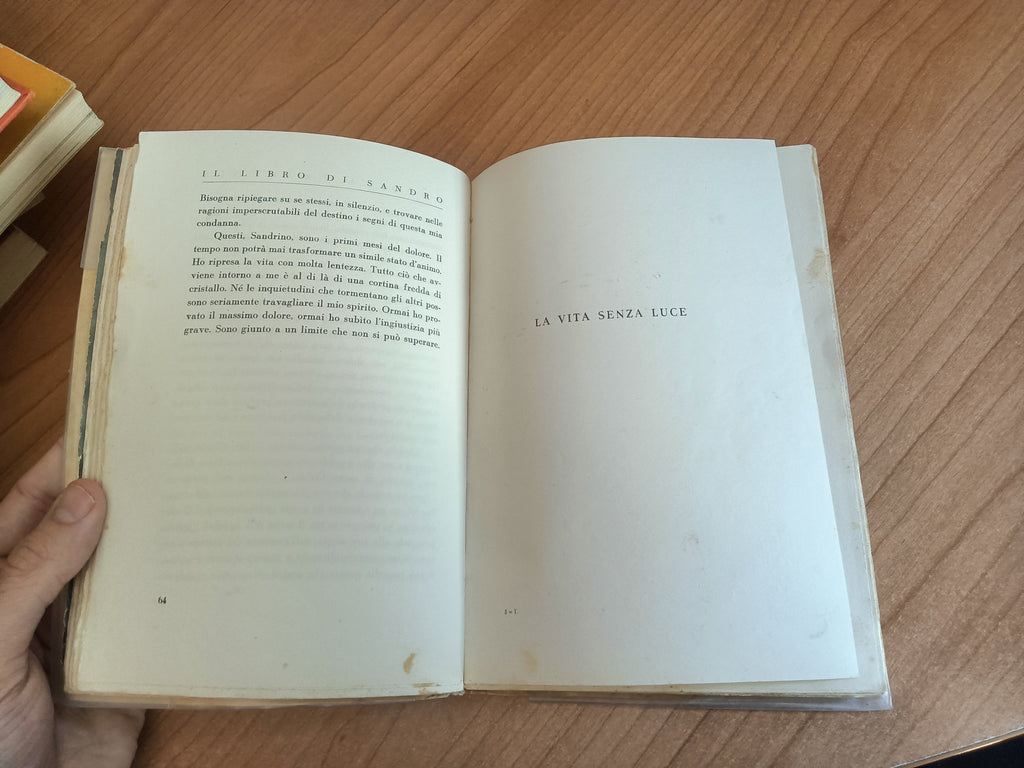 IL LIBRO DI SANDRO
Bisogna ripiegare su se stessi, in silenzio, e trovare nelle
ragioni imperscrutabili del destino i segni di questa mia
condanna.
Questi, Sandrino, sono i primi mesi del dolore. Il
tempo non potrà mai trasformare un simile stato d'animo.
Ho ripresa la vita con molta lentezza. Tutto ciò che av-
viene intorno a me è al di là di una cortina fredda di
cristallo. Né le inquietudini che tormentano gli altri pos-
sono seriamente travagliare il mio spirito. Ormai ho pro-
vato il massimo dolore, ormai ho subìto l'ingiustizia più
grave. Sono giunto a un limite che non si può superare.
64
LA VITA SENZA LUCE